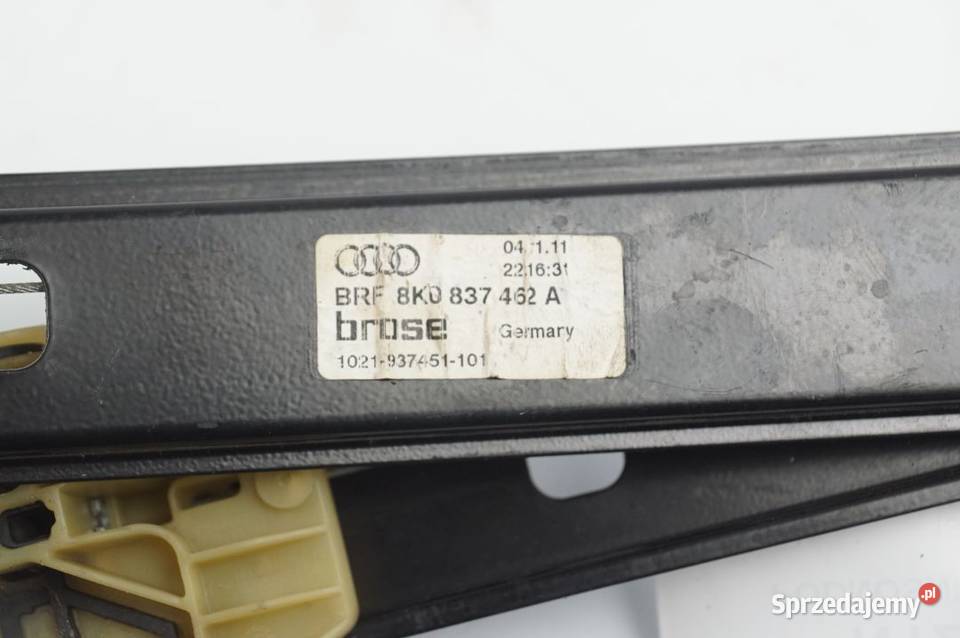 22:16:31
BRF 8K0 837 462 A
brose Germany
1021-937451-101
Sprzedajemy.pl